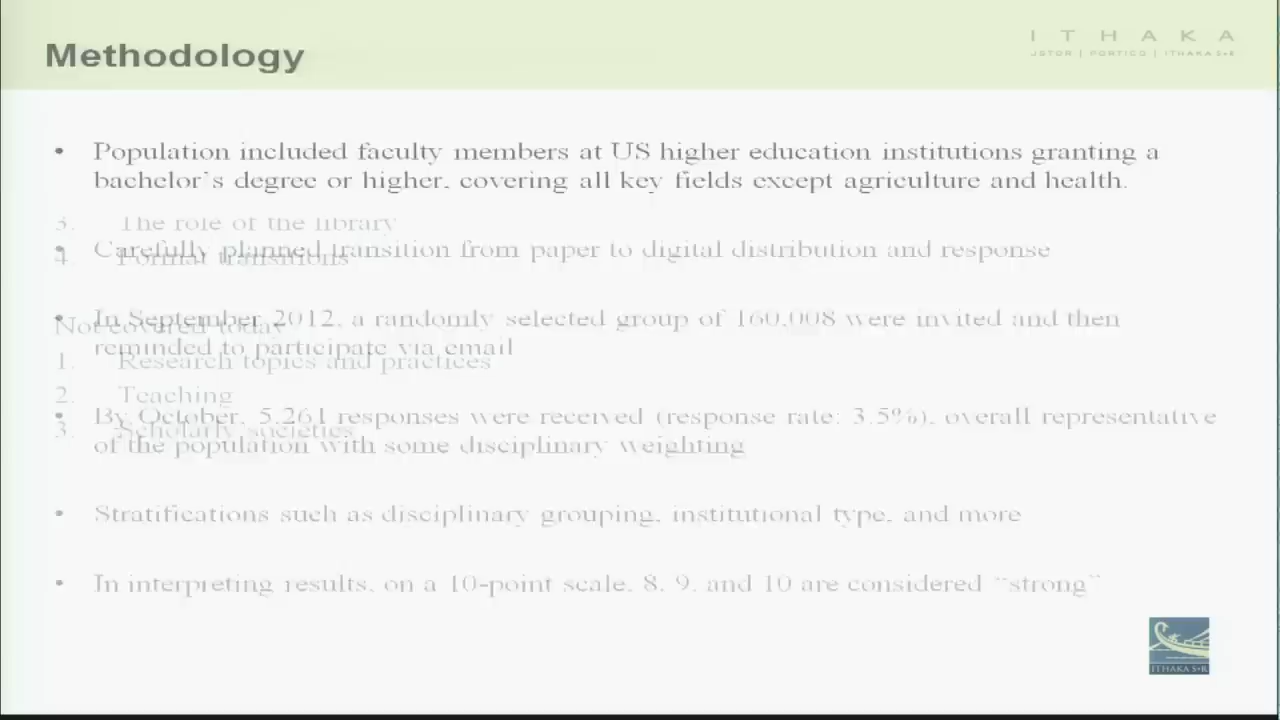 Methodology
I T H A K A
JSTOR | PORTICO | ITHAKA S+R
• Population included faculty members at US higher education institutions granting a
bachelor's degree or higher, covering all key fields except agriculture and health.
3. The role of the library
• Carefully planned transition from paper to digital distribution and response
4. Format transitions
• In September 2012, a randomly selected group of 160,008 were invited and then
Not covered today
reminded to participate via email
1. Research topics and practices
2. Teaching
• By October, 5,261 responses were received (response rate: 3.5%), overall representative
3. Scholarly societies
of the population with some disciplinary weighting
• Stratifications such as disciplinary grouping, institutional type, and more
• In interpreting results, on a 10-point scale, 8, 9, and 10 are considered "strong"
ITHAKA S+R